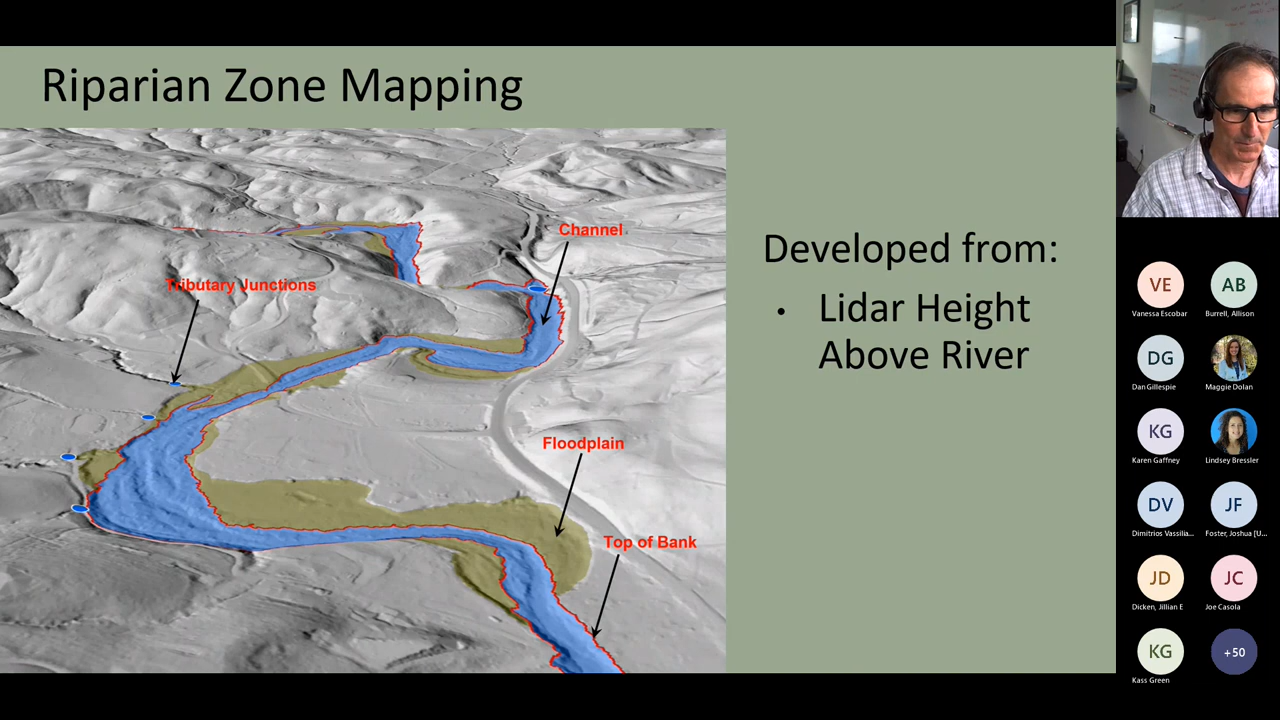 Riparian Zone Mapping
Channel
Tributary Junctions
Floodplain
Top of Bank
Developed from:
• Lidar Height
Above River
VE
Vanessa Escobar
AB
Burrell, Allison
DG
Dan Gillespie
Maggie Dolan
KG
Karen Gaffney
Lindsey Bressler
DV
Dimitrios Vassilia...
JF
Foster, Joshua [U...
JD
Dicken, Jillian E
JC
Joe Casola
KG
Kass Green
+50